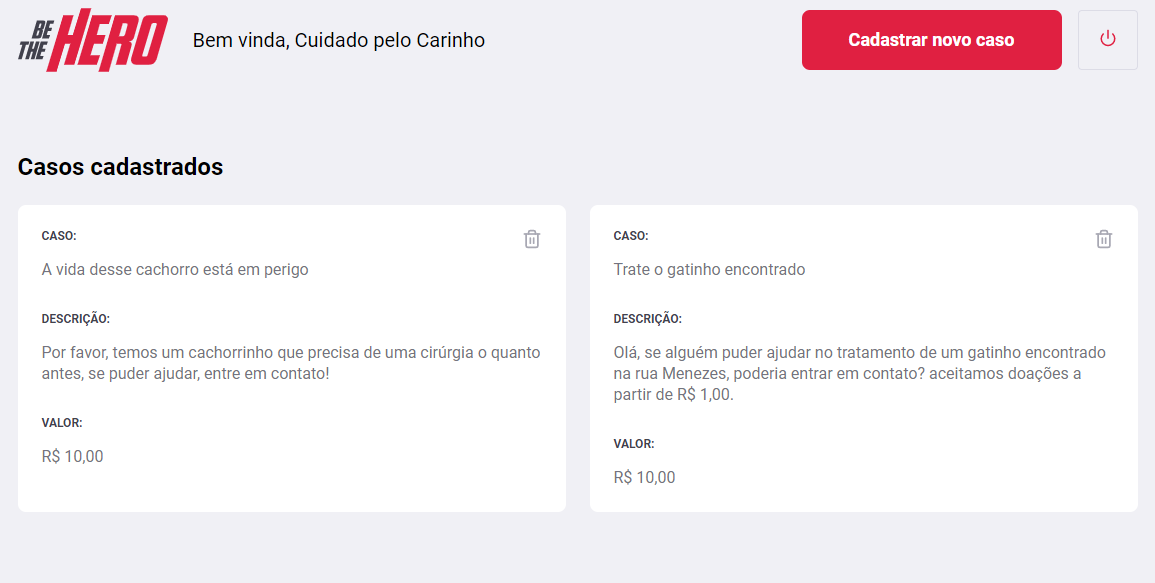 BE THE HERO
Bem vinda, Cuidado pelo Carinho
Cadastrar novo caso
Casos cadastrados
CASO:
A vida desse cachorro está em perigo
DESCRIÇÃO:
Por favor, temos um cachorrinho que precisa de uma cirúrgia o quanto
antes, se puder ajudar, entre em contato!
VALOR:
R$ 10,00
CASO:
Trate o gatinho encontrado
DESCRIÇÃO:
Olá, se alguém puder ajudar no tratamento de um gatinho encontrado
na rua Menezes, poderia entrar em contato? aceitamos doações a
partir de R$ 1,00.
VALOR:
R$ 10,00